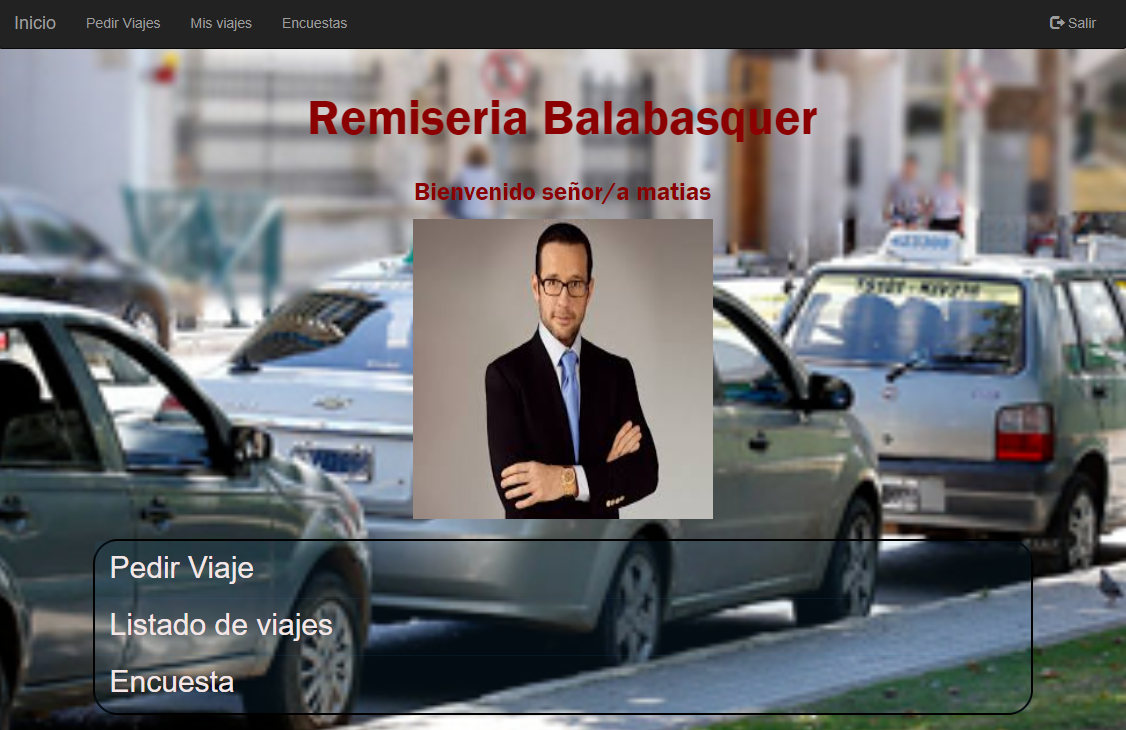 Inicio Pedir Viajes Mis viajes Encuestas Salir
Remiseria Balabasquer
Bienvenido señor/a matias
Pedir Viaje
Listado de viajes
Encuesta